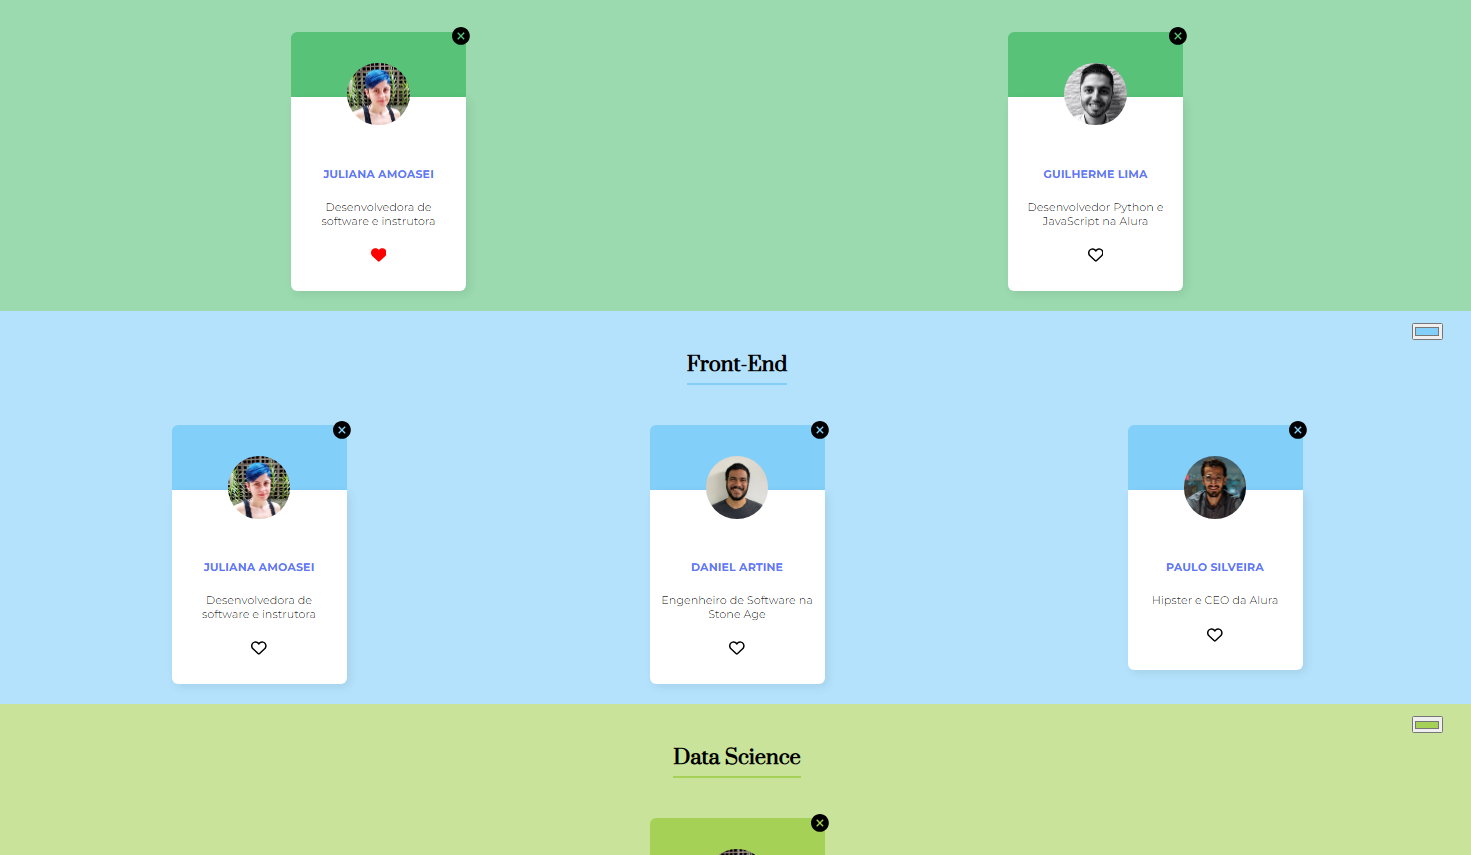 JULIANA AMOASEI
Desenvolvedora de
software e instrutora
GUILHERME LIMA
Desenvolvedor Python e
JavaScript na Alura
Front-End
JULIANA AMOASEI
Desenvolvedora de
software e instrutora
DANIEL ARTINE
Engenheiro de Software na
Stone Age
PAULO SILVEIRA
Hipster e CEO da Alura
Data Science